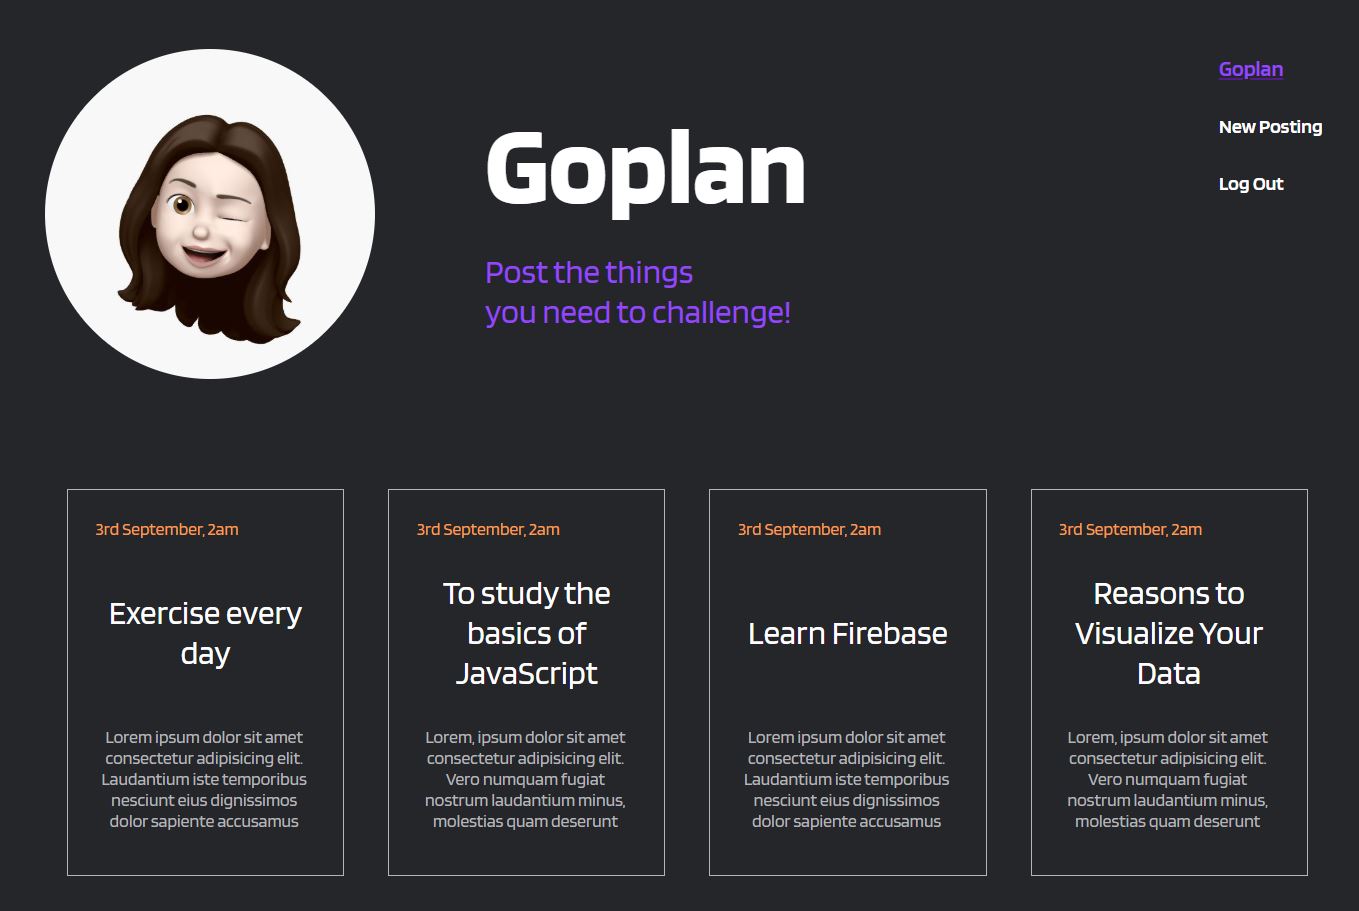 Goplan
New Posting
Log Out
Goplan
Post the things
you need to challenge!
3rd September, 2am
Exercise every
day
Lorem ipsum dolor sit amet
consectetur adipisicing elit.
Laudantium iste temporibus
nesciunt eius dignissimos
dolor sapiente accusamus
3rd September, 2am
To study the
basics of
JavaScript
Lorem, ipsum dolor sit amet
consectetur adipisicing elit.
Vero numquam fugiat
nostrum laudantium minus,
molestias quam deserunt
3rd September, 2am
Learn Firebase
Lorem ipsum dolor sit amet
consectetur adipisicing elit.
Laudantium iste temporibus
nesciunt eius dignissimos
dolor sapiente accusamus
3rd September, 2am
Reasons to
Visualize Your
Data
Lorem, ipsum dolor sit amet
consectetur adipisicing elit.
Vero numquam fugiat
nostrum laudantium minus,
molestias quam deserunt